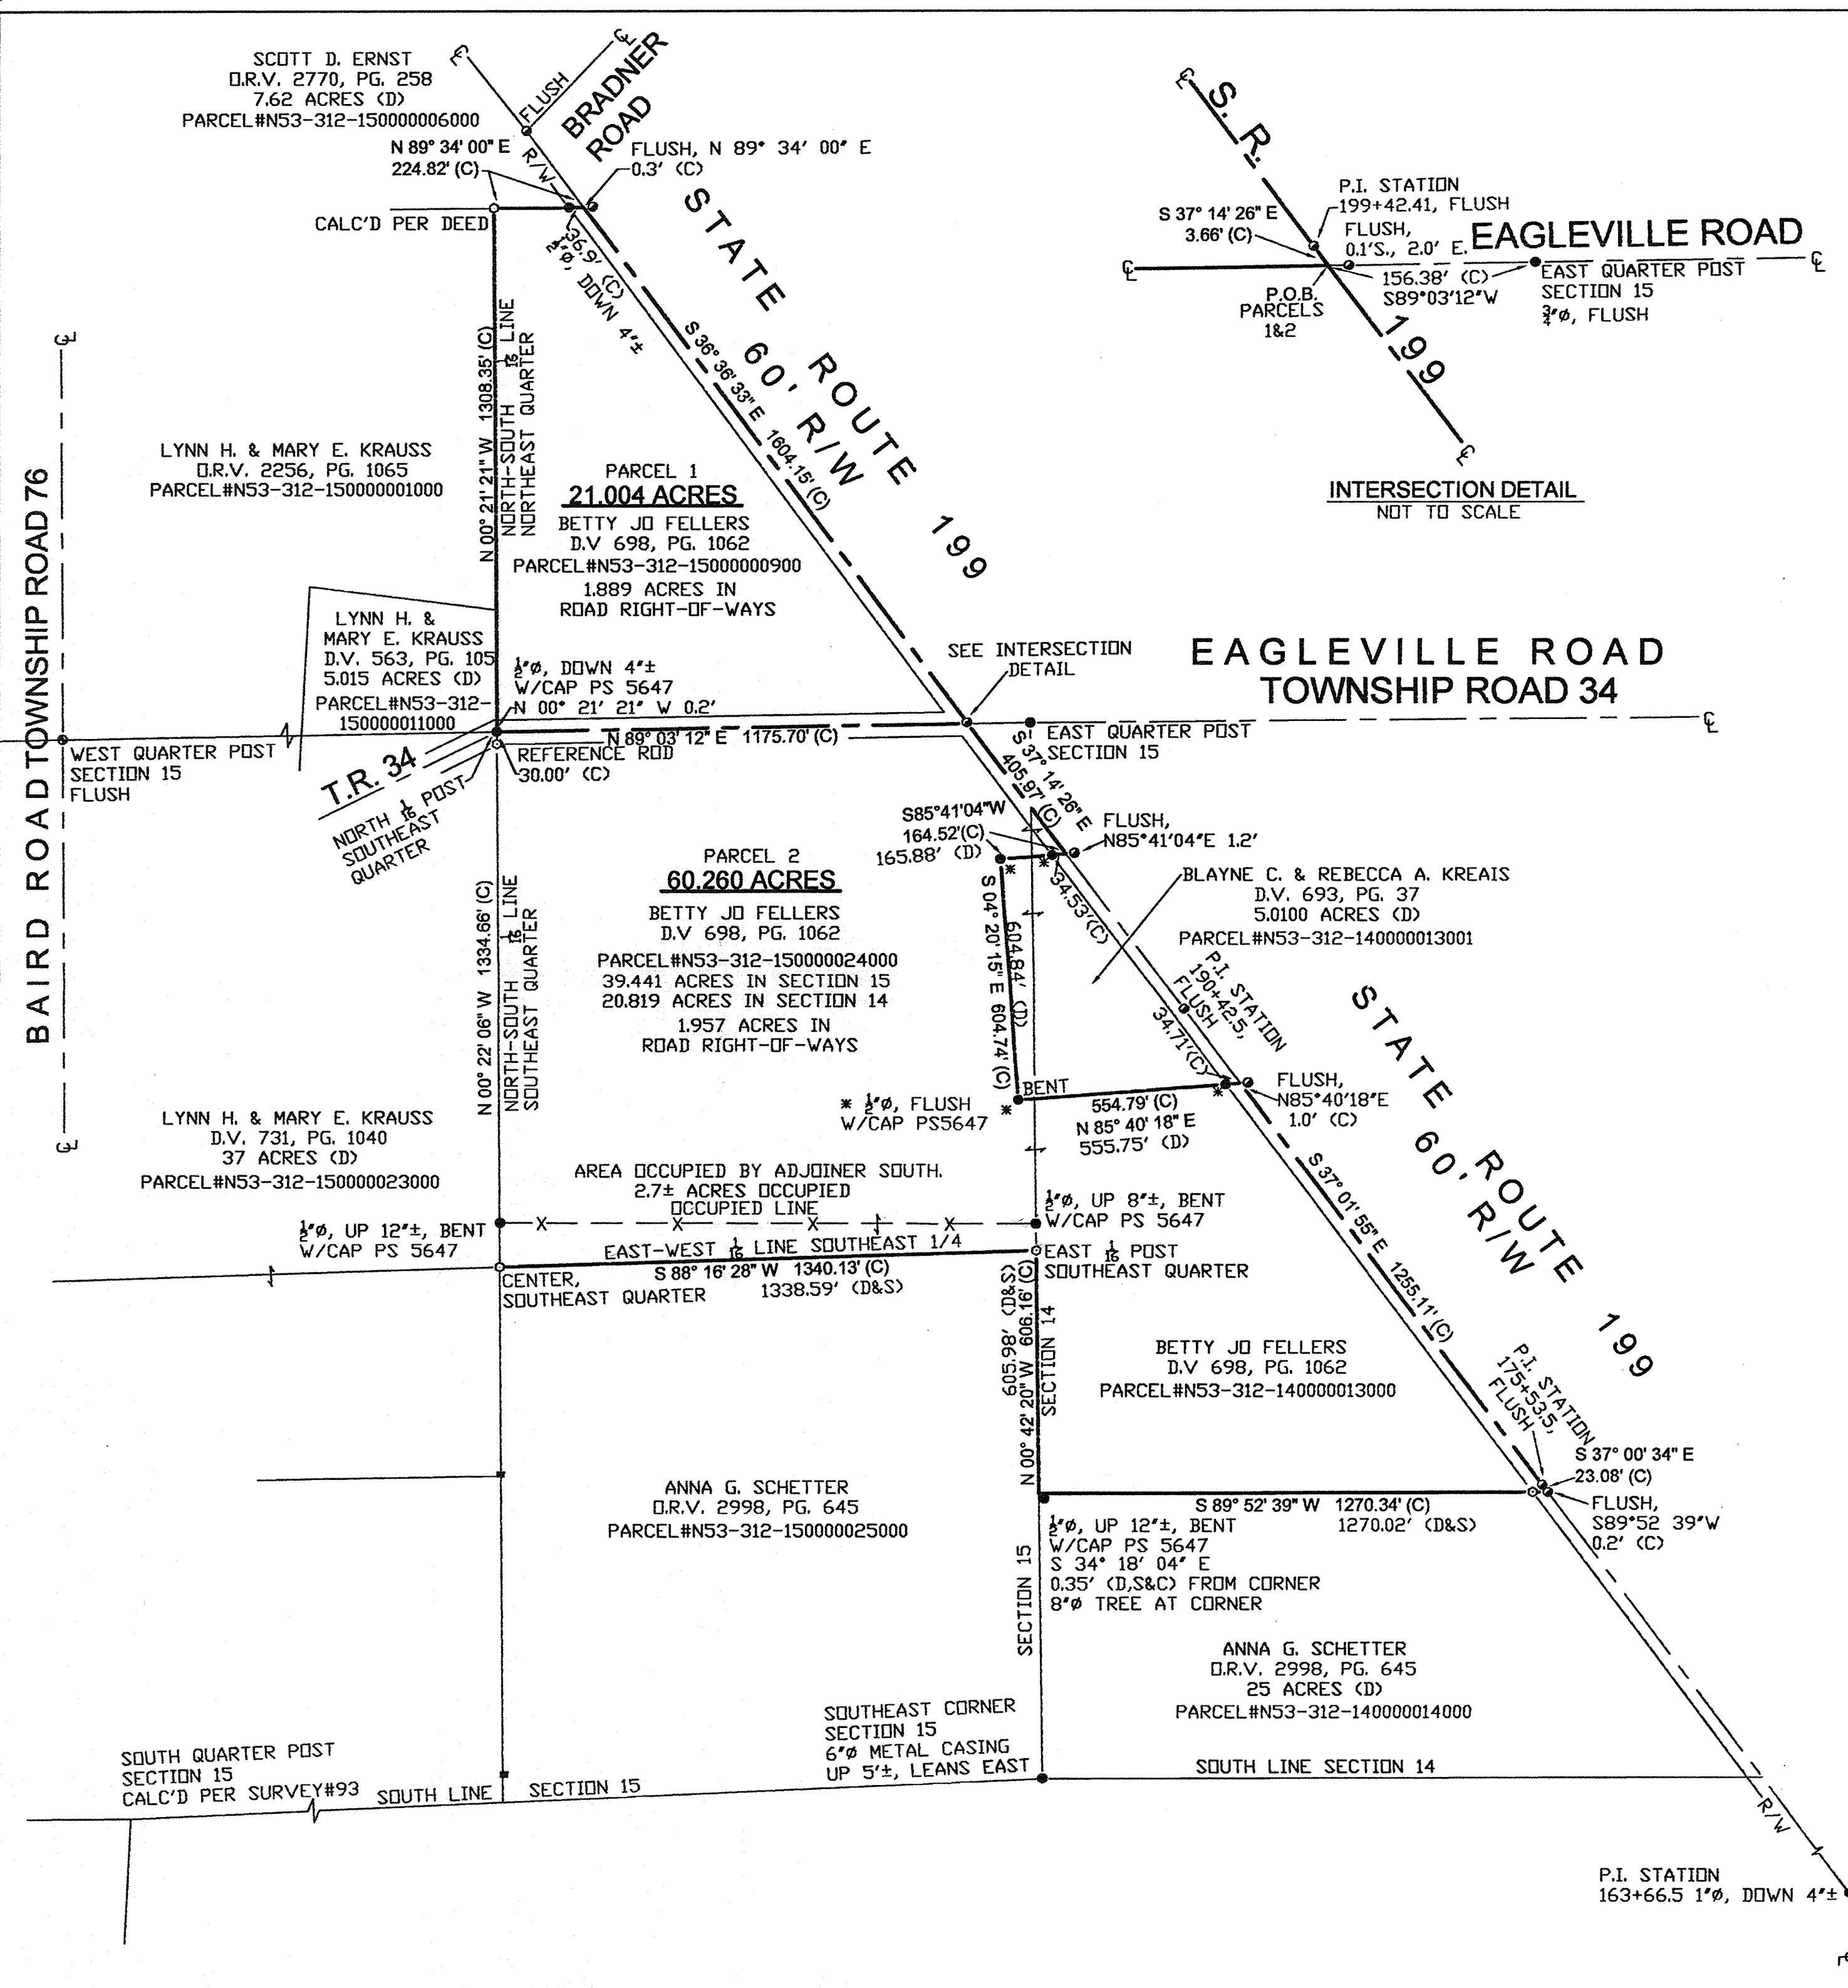 SCOTT D. ERNST
O.R.V. 2770, PG. 258
7.62 ACRES (D)
PARCEL#N53-312-150000006000
N 89° 34' 00" E
224.82' (C)
CALC'D PER DEED
FLUSH
BRADNER
ROAD
R/W
FLUSH, N 89° 34' 00" E
0.3' (C)
36.9' (C)
½"ø, DOWN 4"±
STATE ROUTE 199
60' R/W
S 36° 36' 33" E 1604.15' (C)
S. R. 199
P.I. STATION
199+42.41, FLUSH
S 37° 14' 26" E
3.66' (C)
FLUSH,
0.1'S., 2.0' E.
EAGLEVILLE ROAD
156.38' (C)
S89°03'12"W
EAST QUARTER POST
SECTION 15
¾"ø, FLUSH
P.O.B.
PARCELS
1&2
INTERSECTION DETAIL
NOT TO SCALE
BAIRD ROAD TOWNSHIP ROAD 76
LYNN H. & MARY E. KRAUSS
O.R.V. 2256, PG. 1065
PARCEL#N53-312-150000001000
N 00° 21' 21" W 1308.35' (C)
NORTH-SOUTH 1/16 LINE
NORTHEAST QUARTER
PARCEL 1
21.004 ACRES
BETTY JO FELLERS
D.V 698, PG. 1062
PARCEL#N53-312-15000000900
1.889 ACRES IN
ROAD RIGHT-OF-WAYS
LYNN H. &
MARY E. KRAUSS
D.V. 563, PG. 105
5.015 ACRES (D)
PARCEL#N53-312-
150000011000
½"ø, DOWN 4"±
W/CAP PS 5647
N 00° 21' 21" W 0.2'
SEE INTERSECTION
DETAIL
EAGLEVILLE ROAD
TOWNSHIP ROAD 34
WEST QUARTER POST
SECTION 15
FLUSH
T.R. 34
N 89° 03' 12" E 1175.70' (C)
REFERENCE ROD
30.00' (C)
NORTH 1/16 POST
SOUTHEAST
QUARTER
EAST QUARTER POST
SECTION 15
S 37° 14' 26" E
405.97' (C)
S85°41'04"W
164.52'(C)
165.88' (D)
FLUSH,
N85°41'04"E 1.2'
34.53'(C)
BLAYNE C. & REBECCA A. KREAIS
D.V. 693, PG. 37
5.0100 ACRES (D)
PARCEL#N53-312-140000013001
PARCEL 2
60.260 ACRES
BETTY JO FELLERS
D.V 698, PG. 1062
PARCEL#N53-312-150000024000
39.441 ACRES IN SECTION 15
20.819 ACRES IN SECTION 14
1.957 ACRES IN
ROAD RIGHT-OF-WAYS
N 00° 22' 06" W 1334.66' (C)
NORTH-SOUTH 1/16 LINE
SOUTHEAST QUARTER
S 04° 20' 15" E 604.74' (C)
604.84' (D)
P.I. STATION
190+42.5,
FLUSH
34.71'(C)
BENT
* ½"ø, FLUSH
W/CAP PS5647
554.79' (C)
N 85° 40' 18" E
555.75' (D)
FLUSH,
N85°40'18"E
1.0' (C)
STATE ROUTE 199
60' R/W
S 37° 01' 55" E 1255.11' (C)
LYNN H. & MARY E. KRAUSS
D.V. 731, PG. 1040
37 ACRES (D)
PARCEL#N53-312-150000023000
AREA OCCUPIED BY ADJOINER SOUTH.
2.7± ACRES OCCUPIED
OCCUPIED LINE
X X X X
½"ø, UP 12"±, BENT
W/CAP PS 5647
½"ø, UP 8"±, BENT
W/CAP PS 5647
EAST-WEST 1/16 LINE SOUTHEAST 1/4
S 88° 16' 28" W 1340.13' (C)
1338.59' (D&S)
CENTER,
SOUTHEAST QUARTER
EAST 1/16 POST
SOUTHEAST QUARTER
605.98' (D&S)
N 00° 42' 20" W 606.16' (C)
SECTION 14
BETTY JO FELLERS
D.V 698, PG. 1062
PARCEL#N53-312-140000013000
P.I. STATION
175+53.5,
FLUSH
S 37° 00' 34" E
23.08' (C)
FLUSH,
S89°52 39"W
0.2' (C)
ANNA G. SCHETTER
O.R.V. 2998, PG. 645
PARCEL#N53-312-150000025000
S 89° 52' 39" W 1270.34' (C)
1270.02' (D&S)
½"ø, UP 12"±, BENT
W/CAP PS 5647
S 34° 18' 04" E
0.35' (D,S&C) FROM CORNER
8"ø TREE AT CORNER
SECTION 15
ANNA G. SCHETTER
O.R.V. 2998, PG. 645
25 ACRES (D)
PARCEL#N53-312-140000014000
SOUTHEAST CORNER
SECTION 15
6"ø METAL CASING
UP 5'±, LEANS EAST
SOUTH LINE SECTION 14
SOUTH QUARTER POST
SECTION 15
CALC'D PER SURVEY#93
SOUTH LINE SECTION 15
R/W
P.I. STATION
163+66.5 1"ø, DOWN 4"±